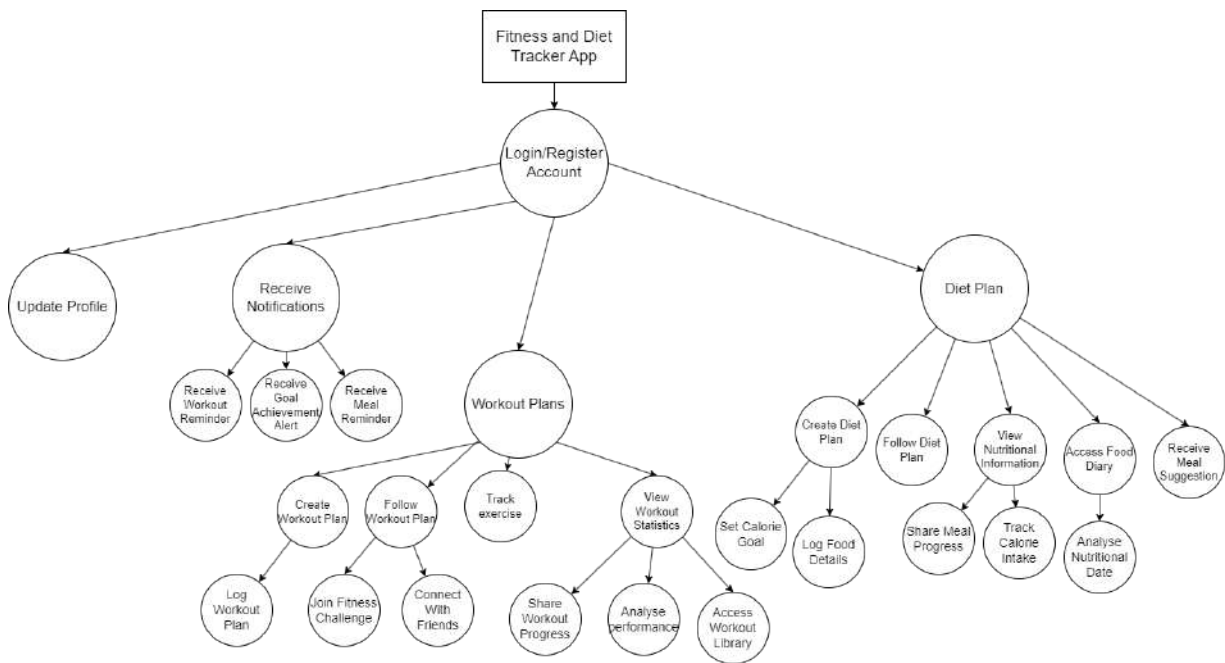 Fitness and Diet
Tracker App
Login/Register
Account
Update Profile
Receive
Notifications
Diet Plan
Receive
Workout
Reminder
Receive
Goal
Achievement
Alert
Receive
Meal
Reminder
Workout Plans
Create Diet
Plan
Follow Diet
Plan
View
Nutritional
Information
Access Food
Diary
Receive
Meal
Suggestion
Create
Workout Plan
Follow
Workout Plan
Track
exercise
View
Workout
Statistics
Set Calorie
Goal
Log Food
Details
Share Meal
Progress
Track
Calorie
Intake
Analyse
Nutritional
Date
Log
Workout
Plan
Join Fitness
Challenge
Connect
With
Friends
Share
Workout
Progress
Analyse
performance
Access
Workout
Library